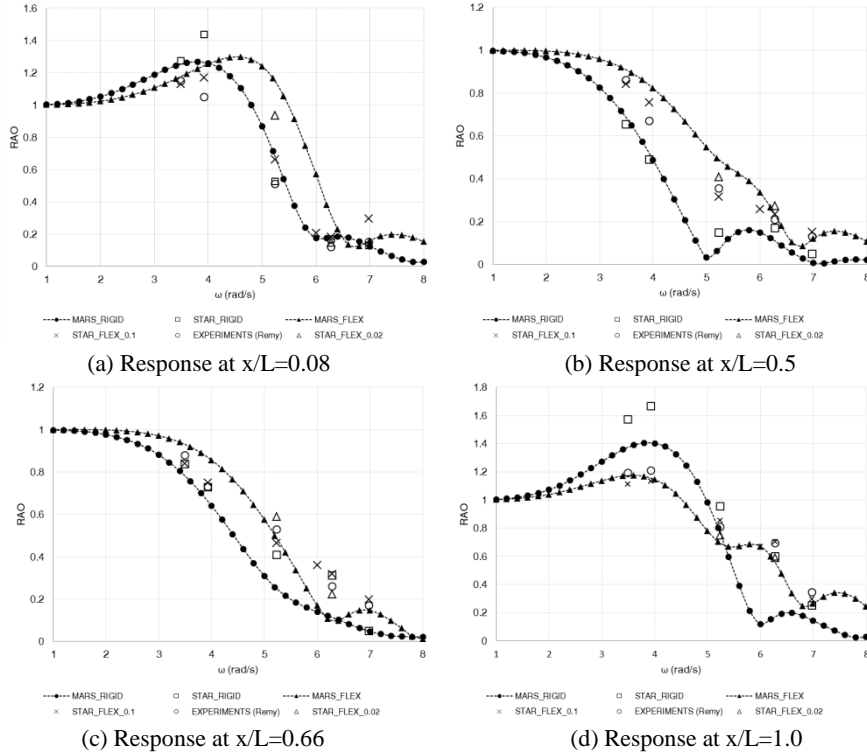 1.6
1.4
1.2
1
0.8
0.6
0.4
0.2
0
RAO
1 2 3 4 5 6 7 8
ω (rad/s)
MARS_RIGID STAR_RIGID MARS_FLEX
STAR_FLEX_0.1 EXPERIMENTS (Remy) STAR_FLEX_0.02
(a) Response at x/L=0.08
1.2
1
0.8
0.6
0.4
0.2
0
RAO
1 2 3 4 5 6 7 8
ω (rad/s)
MARS_RIGID STAR_RIGID MARS_FLEX
STAR_FLEX_0.1 EXPERIMENTS (Remy) STAR_FLEX_0.02
(b) Response at x/L=0.5
1.2
1
0.8
0.6
0.4
0.2
0
RAO
1 2 3 4 5 6 7 8
ω (rad/s)
MARS_RIGID STAR_RIGID MARS_FLEX
STAR_FLEX_0.1 EXPERIMENTS (Remy) STAR_FLEX_0.02
(c) Response at x/L=0.66
1.8
1.6
1.4
1.2
1
0.8
0.6
0.4
0.2
0
RAO
1 2 3 4 5 6 7 8
ω (rad/s)
MARS_RIGID STAR_RIGID MARS_FLEX
STAR_FLEX_0.1 EXPERIMENTS (Remy) STAR_FLEX_0.02
(d) Response at x/L=1.0